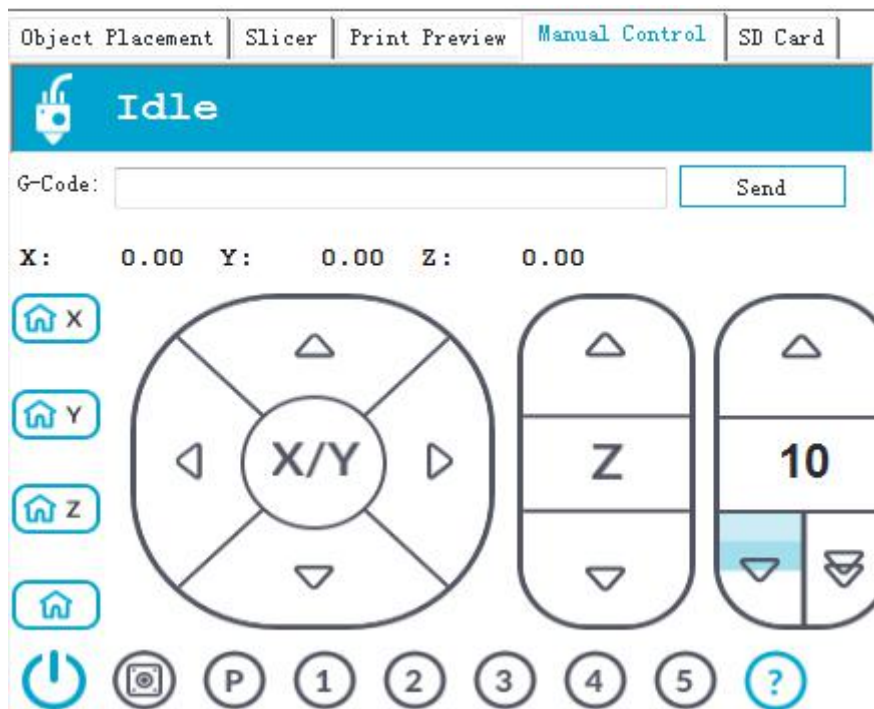 Object Placement Slicer Print Preview Manual Control SD Card
Idle
G-Code: Send
X: 0.00 Y: 0.00 Z: 0.00
X
Y
Z
X/Y
Z
10
P 1 2 3 4 5 ?